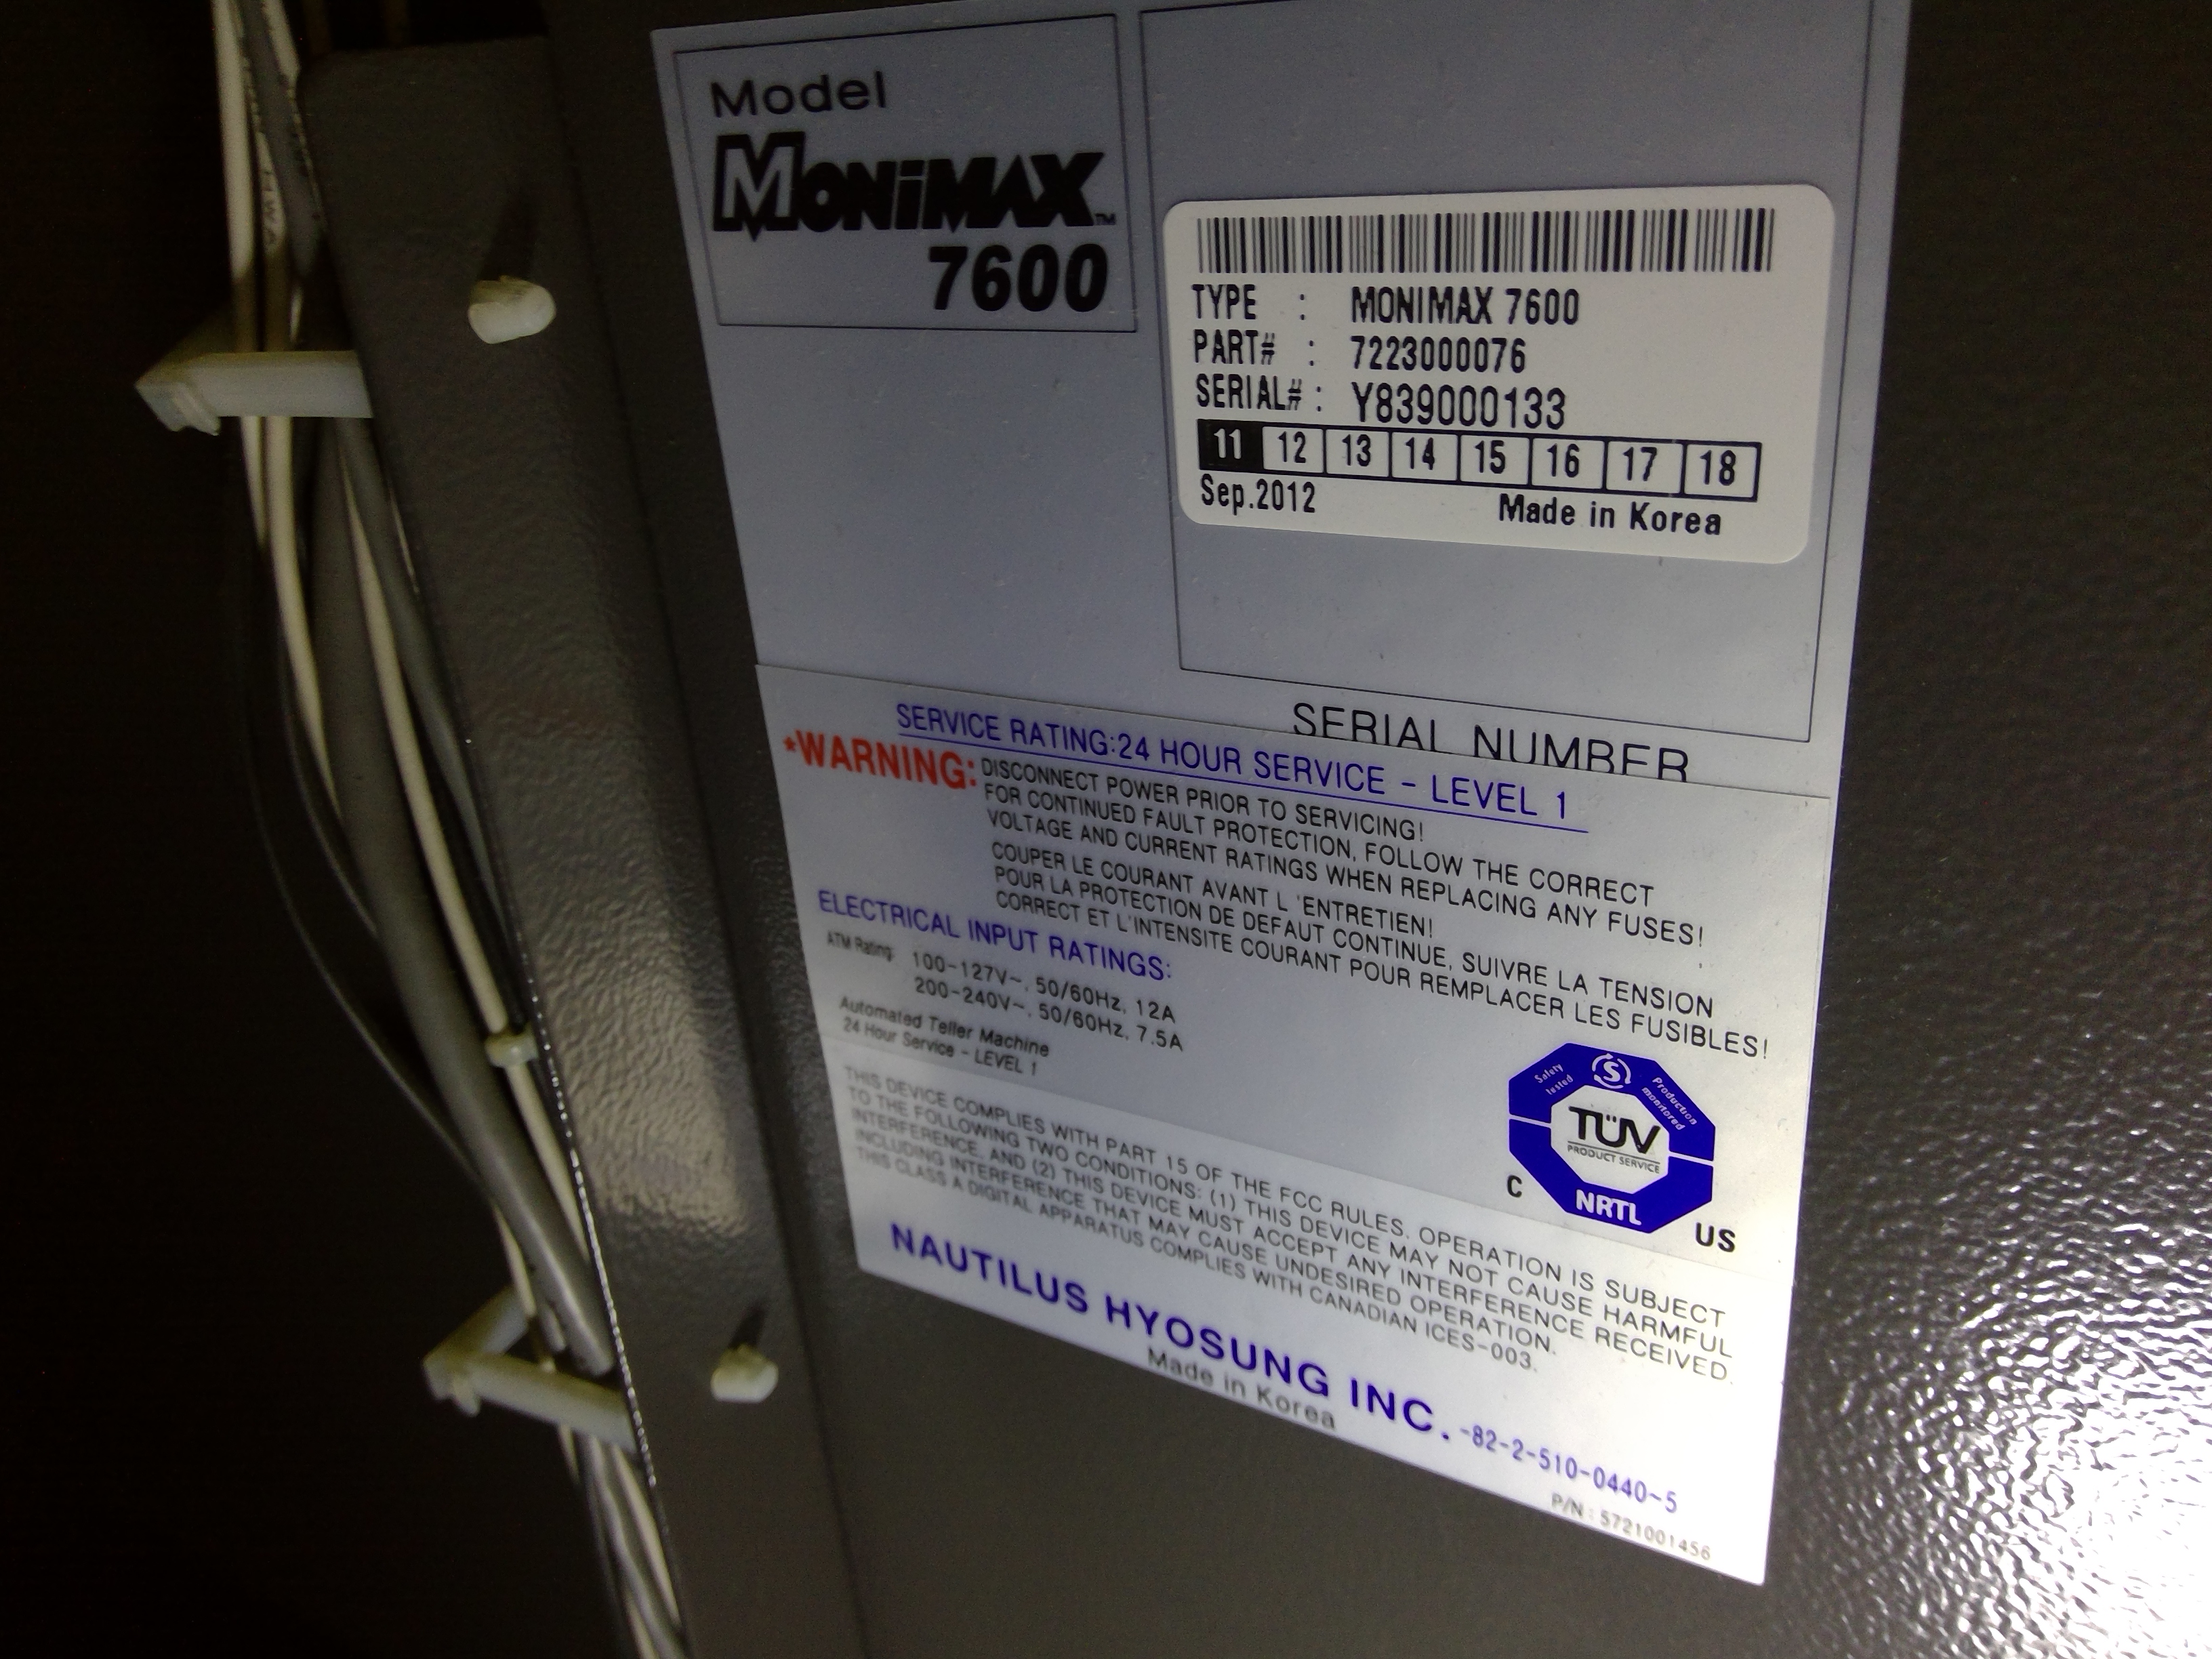 Model
MONiMAX™
7600
TYPE : MONIMAX 7600
PART# : 7223000076
SERIAL# : Y839000133
11 12 13 14 15 16 17 18
Sep.2012 Made in Korea
SERIAL NUMBER
SERVICE RATING:24 HOUR SERVICE - LEVEL 1
*WARNING: DISCONNECT POWER PRIOR TO SERVICING!
FOR CONTINUED FAULT PROTECTION, FOLLOW THE CORRECT
VOLTAGE AND CURRENT RATINGS WHEN REPLACING ANY FUSES!
COUPER LE COURANT AVANT L 'ENTRETIEN!
POUR LA PROTECTION DE DEFAUT CONTINUE, SUIVRE LA TENSION
CORRECT ET L'INTENSITE COURANT POUR REMPLACER LES FUSIBLES!
ELECTRICAL INPUT RATINGS:
ATM Rating: 100-127V~, 50/60Hz, 12A
200-240V~, 50/60Hz, 7.5A
Automated Teller Machine
24 Hour Service - LEVEL 1
Safety tested
S
Production monitored
TÜV
PRODUCT SERVICE
NRTL
C US
THIS DEVICE COMPLIES WITH PART 15 OF THE FCC RULES. OPERATION IS SUBJECT
TO THE FOLLOWING TWO CONDITIONS: (1) THIS DEVICE MAY NOT CAUSE HARMFUL
INTERFERENCE, AND (2) THIS DEVICE MUST ACCEPT ANY INTERFERENCE RECEIVED,
INCLUDING INTERFERENCE THAT MAY CAUSE UNDESIRED OPERATION.
THIS CLASS A DIGITAL APPARATUS COMPLIES WITH CANADIAN ICES-003.
NAUTILUS HYOSUNG INC. -82-2-510-0440~5
Made in Korea
P/N : 5721001456